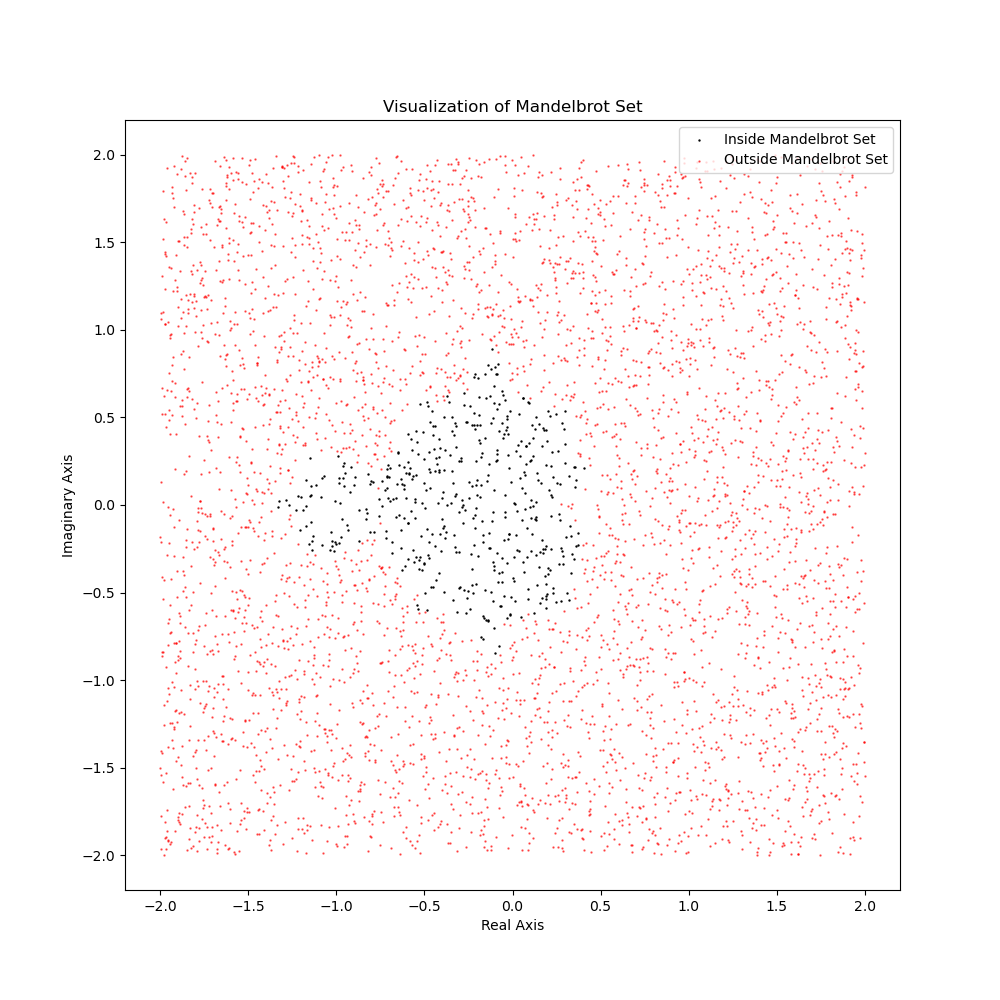 Visualization of Mandelbrot Set
Inside Mandelbrot Set
Outside Mandelbrot Set
2.0
1.5
1.0
0.5
0.0
−0.5
−1.0
−1.5
−2.0
Imaginary Axis
−2.0 −1.5 −1.0 −0.5 0.0 0.5 1.0 1.5 2.0
Real Axis